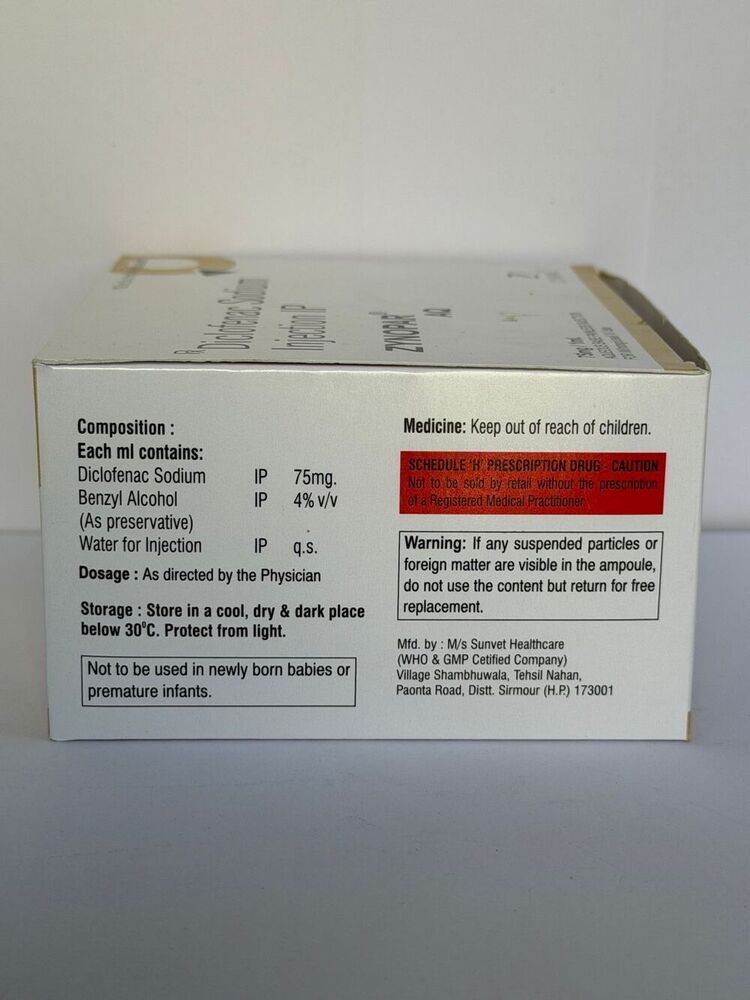 ℞ Diclofenac Sodium
Injection IP
ZYNOPAR®
AQ
75mg 1ml
Composition :
Each ml contains:
Diclofenac Sodium IP 75mg.
Benzyl Alcohol IP 4% v/v
(As preservative)
Water for Injection IP q.s.
Dosage : As directed by the Physician
Storage : Store in a cool, dry & dark place
below 30°C. Protect from light.
Not to be used in newly born babies or
premature infants.
Medicine: Keep out of reach of children.
SCHEDULE 'H' PRESCRIPTION DRUG - CAUTION
Not to be sold by retail without the prescription
of a Registered Medical Practitioner.
Warning: If any suspended particles or
foreign matter are visible in the ampoule,
do not use the content but return for free
replacement.
Mfd. by : M/s Sunvet Healthcare
(WHO & GMP Cetified Company)
Village Shambhuwala, Tehsil Nahan,
Paonta Road, Distt. Sirmour (H.P.) 173001